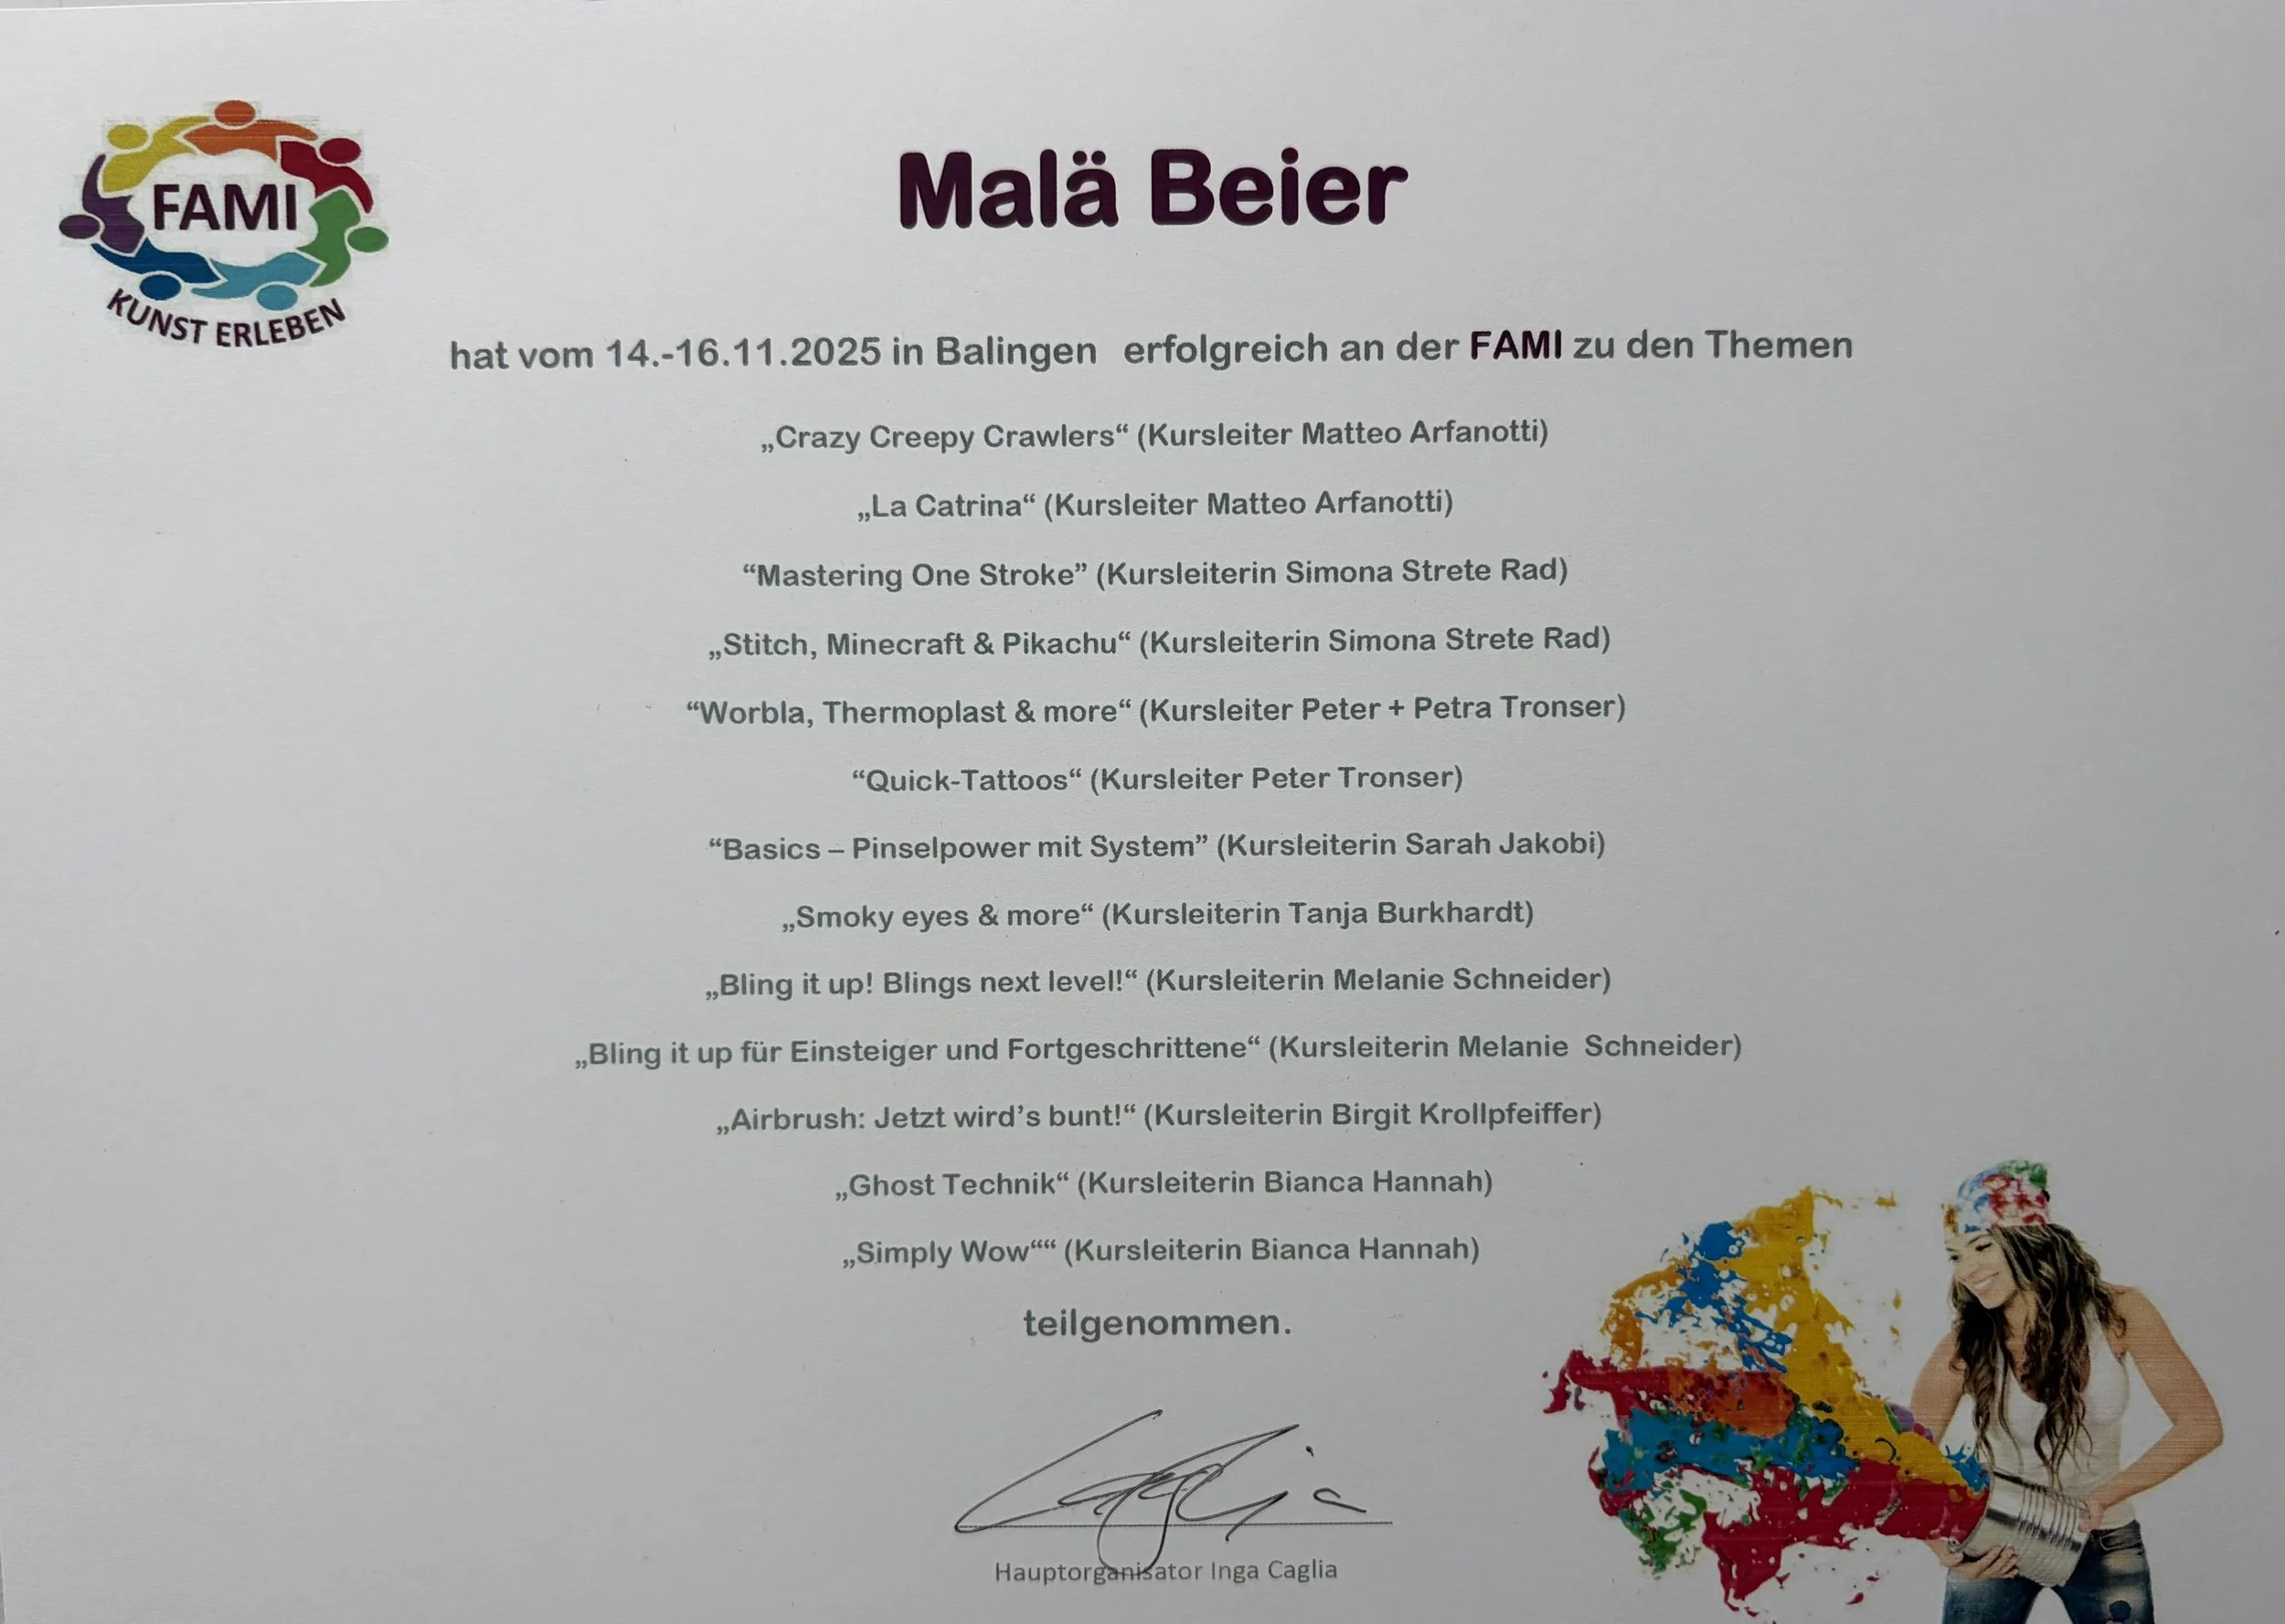 FAMI
KUNST ERLEBEN
Malä Beier
hat vom 14.-16.11.2025 in Balingen erfolgreich an der FAMI zu den Themen
„Crazy Creepy Crawlers“ (Kursleiter Matteo Arfanotti)
„La Catrina“ (Kursleiter Matteo Arfanotti)
“Mastering One Stroke” (Kursleiterin Simona Strete Rad)
„Stitch, Minecraft & Pikachu“ (Kursleiterin Simona Strete Rad)
“Worbla, Thermoplast & more“ (Kursleiter Peter + Petra Tronser)
“Quick-Tattoos“ (Kursleiter Peter Tronser)
“Basics – Pinselpower mit System” (Kursleiterin Sarah Jakobi)
„Smoky eyes & more“ (Kursleiterin Tanja Burkhardt)
„Bling it up! Blings next level!“ (Kursleiterin Melanie Schneider)
„Bling it up für Einsteiger und Fortgeschrittene“ (Kursleiterin Melanie Schneider)
„Airbrush: Jetzt wird’s bunt!“ (Kursleiterin Birgit Krollpfeiffer)
„Ghost Technik“ (Kursleiterin Bianca Hannah)
„Simply Wow““ (Kursleiterin Bianca Hannah)
teilgenommen.
Caglia
Hauptorganisator Inga Caglia